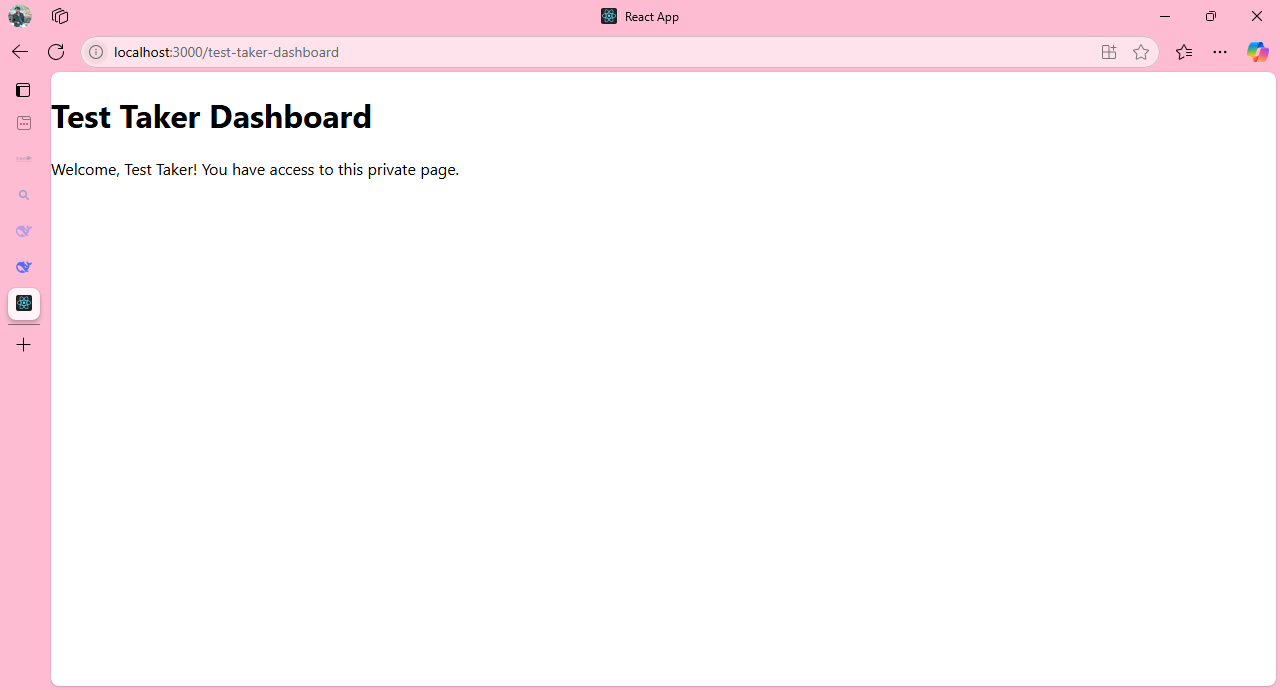 React App
localhost:3000/test-taker-dashboard
Test Taker Dashboard
Welcome, Test Taker! You have access to this private page.